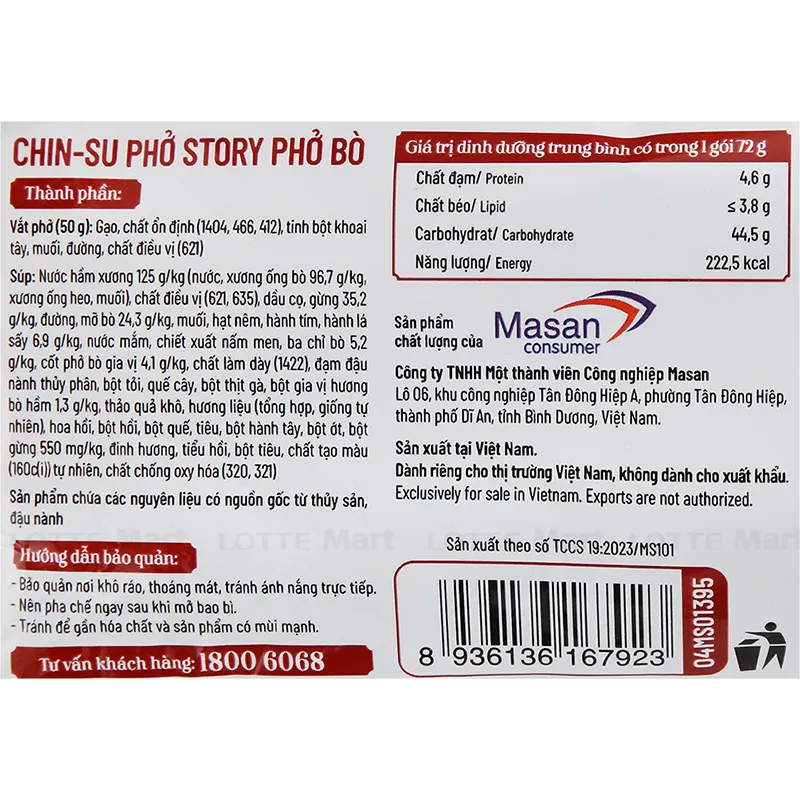 CHIN-SU PHỞ STORY PHỞ BÒ
Thành phần:
Vắt phở (50 g): Gạo, chất ổn định (1404, 466, 412), tinh bột khoai
tây, muối, đường, chất điều vị (621)
Súp: Nước hầm xương 125 g/kg (nước, xương ống bò 96,7 g/kg,
xương ống heo, muối), chất điều vị (621, 635), dầu cọ, gừng 35,2
g/kg, đường, mỡ bò 24,3 g/kg, muối, hạt nêm, hành tím, hành lá
sấy 6,9 g/kg, nước mắm, chiết xuất nấm men, ba chỉ bò 5,2
g/kg, cốt phở bò gia vị 4,1 g/kg, chất làm dày (1422), đạm đậu
nành thủy phân, bột tỏi, quế cây, bột thịt gà, bột gia vị hương
bò hầm 1,3 g/kg, thảo quả khô, hương liệu (tổng hợp, giống tự
nhiên), hoa hồi, bột hồi, bột quế, tiêu, bột hành tây, bột ớt, bột
gừng 550 mg/kg, đinh hương, tiểu hồi, bột tiêu, chất tạo màu
(160c(i)) tự nhiên, chất chống oxy hóa (320, 321)
Sản phẩm chứa các nguyên liệu có nguồn gốc từ thủy sản,
đậu nành
Hướng dẫn bảo quản:
- Bảo quản nơi khô ráo, thoáng mát, tránh ánh nắng trực tiếp.
- Nên pha chế ngay sau khi mở bao bì.
- Tránh để gần hóa chất và sản phẩm có mùi mạnh.
Tư vấn khách hàng: 1800 6068
Giá trị dinh dưỡng trung bình có trong 1 gói 72 g
Chất đạm/ Protein 4,6 g
Chất béo/ Lipid ≤ 3,8 g
Carbohydrat/ Carbohydrate 44,5 g
Năng lượng/ Energy 222,5 kcal
Sản phẩm
chất lượng của
Masan
consumer
Công ty TNHH Một thành viên Công nghiệp Masan
Lô 06, khu công nghiệp Tân Đông Hiệp A, phường Tân Đông Hiệp,
thành phố Dĩ An, tỉnh Bình Dương, Việt Nam.
Sản xuất tại Việt Nam.
Dành riêng cho thị trường Việt Nam, không dành cho xuất khẩu.
Exclusively for sale in Vietnam. Exports are not authorized.
LOTTE Mart LOTTE Mart LOTTE Mart LOTTE Mart
Sản xuất theo số TCCS 19:2023/MS101
8 936136 167923
04MS01395